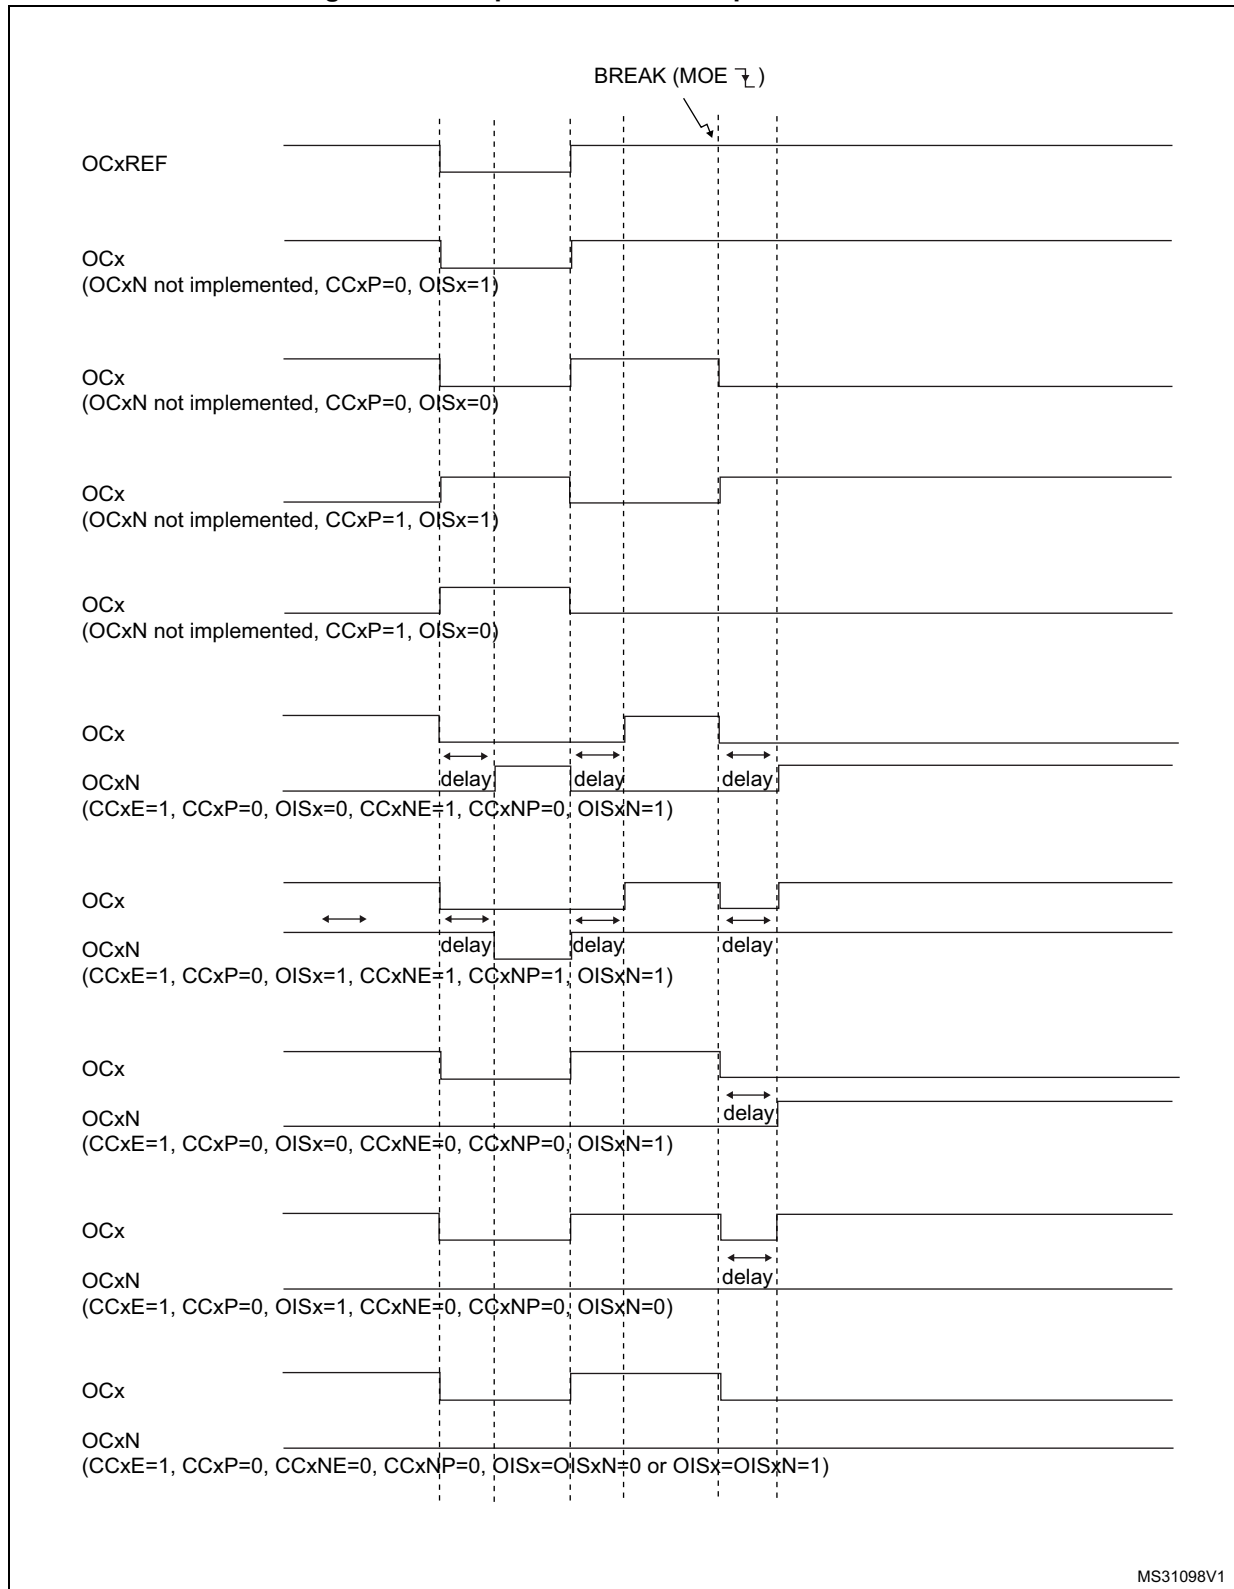 BREAK (MOE )
OCxREF
OCx
(OCxN not implemented, CCxP=0, OISx=1)
OCx
(OCxN not implemented, CCxP=0, OISx=0)
OCx
(OCxN not implemented, CCxP=1, OISx=1)
OCx
(OCxN not implemented, CCxP=1, OISx=0)
OCx
OCxN delay delay delay
(CCxE=1, CCxP=0, OISx=0, CCxNE=1, CCxNP=0, OISxN=1)
OCx
OCxN delay delay delay
(CCxE=1, CCxP=0, OISx=1, CCxNE=1, CCxNP=1, OISxN=1)
OCx
OCxN delay
(CCxE=1, CCxP=0, OISx=0, CCxNE=0, CCxNP=0, OISxN=1)
OCx
OCxN delay
(CCxE=1, CCxP=0, OISx=1, CCxNE=0, CCxNP=0, OISxN=0)
OCx
OCxN
(CCxE=1, CCxP=0, CCxNE=0, CCxNP=0, OISx=OISxN=0 or OISx=OISxN=1)
MS31098V1